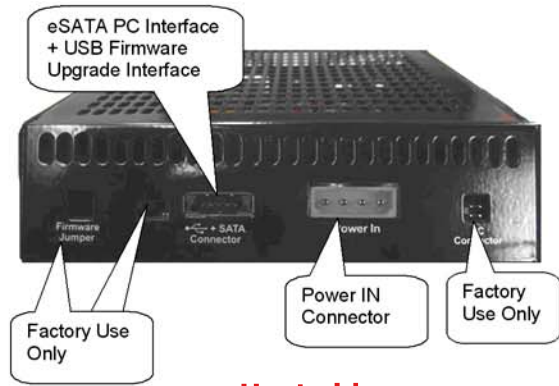 eSATA PC Interface
+ USB Firmware
Upgrade Interface
Firmware
Jumper
+ SATA
Connector
Power In
Connector
Factory Use
Only
Power IN
Connector
Factory
Use Only